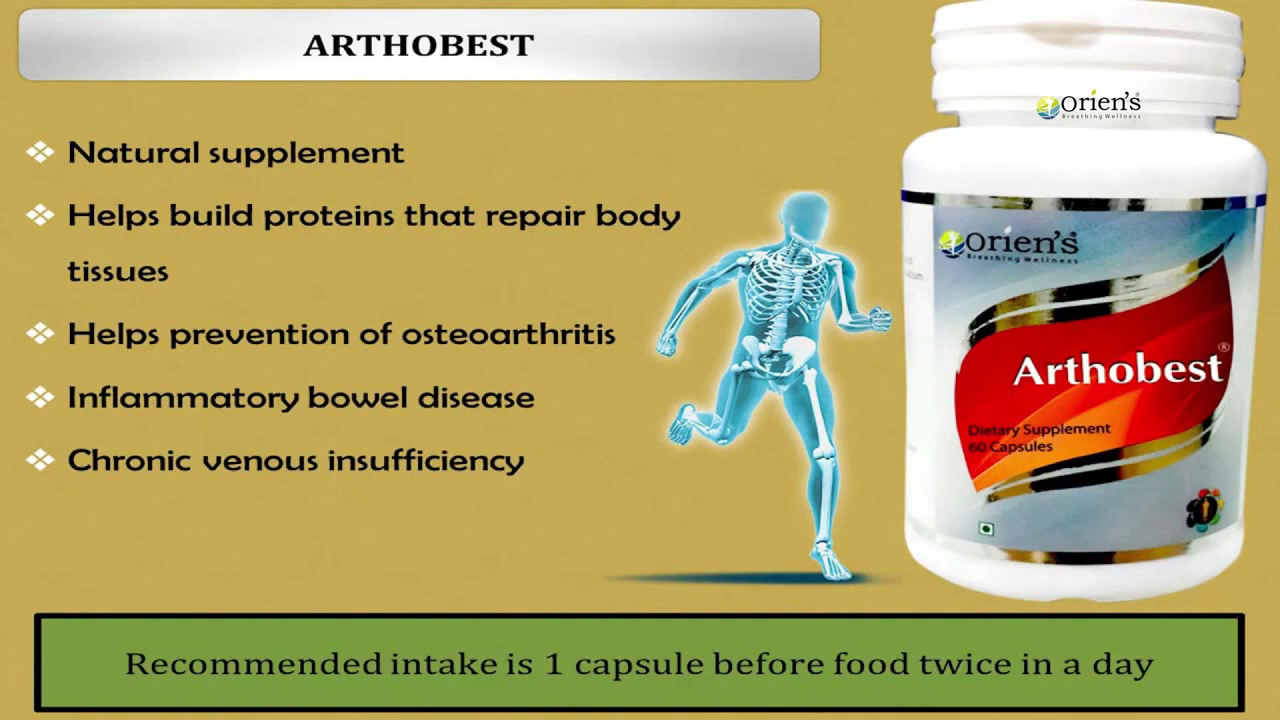 ARTHOBEST
Natural supplement
Helps build proteins that repair body
tissues
Helps prevention of osteoarthritis
Inflammatory bowel disease
Chronic venous insufficiency
Orien's®
Breathing Wellness
Orien's®
Breathing Wellness
Arthobest®
Dietary Supplement
60 Capsules
Recommended intake is 1 capsule before food twice in a day